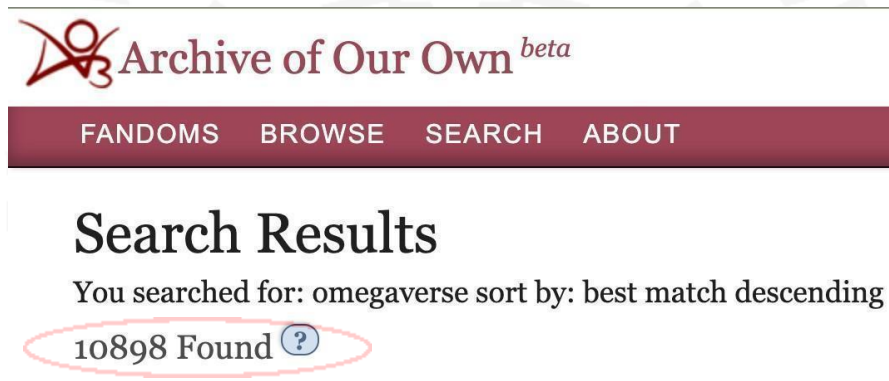 Archive of Our Own beta
FANDOMS BROWSE SEARCH ABOUT
Search Results
You searched for: omegaverse sort by: best match descending
10898 Found ?